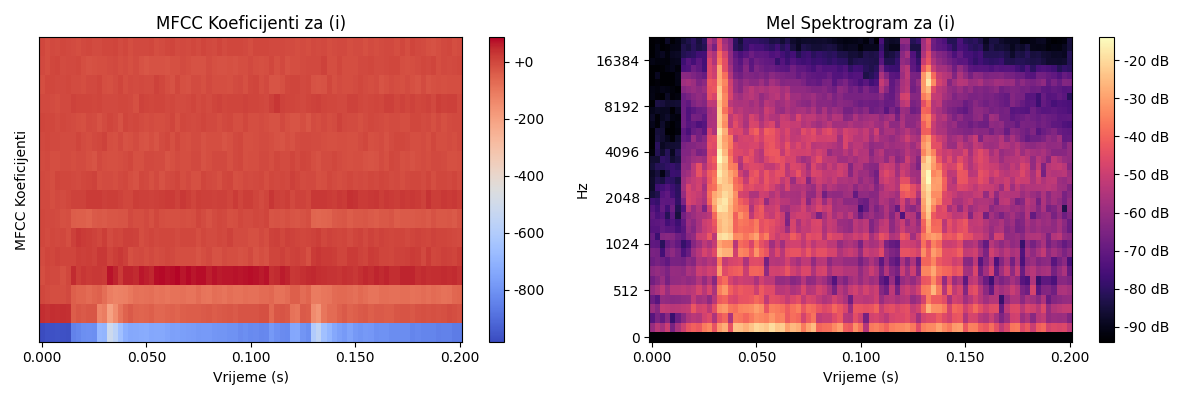 MFCC Koeficijenti za (i)
MFCC Koeficijenti
0.000 0.050 0.100 0.150 0.200
Vrijeme (s)
+0
-200
-400
-600
-800
Mel Spektrogram za (i)
Hz
16384
8192
4096
2048
1024
512
0
0.000 0.050 0.100 0.150 0.200
Vrijeme (s)
-20 dB
-30 dB
-40 dB
-50 dB
-60 dB
-70 dB
-80 dB
-90 dB